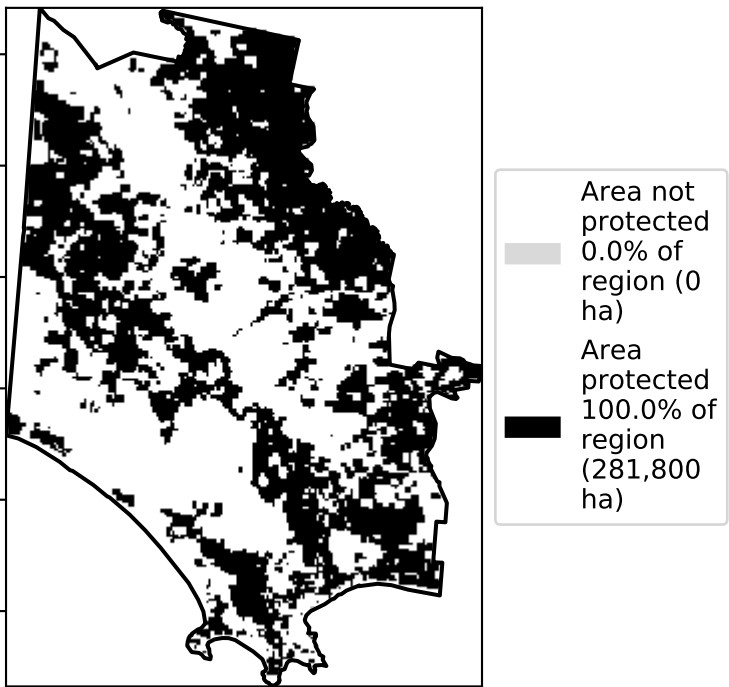 Area not
protected
0.0% of
region (0
ha)
Area
protected
100.0% of
region
(281,800
ha)